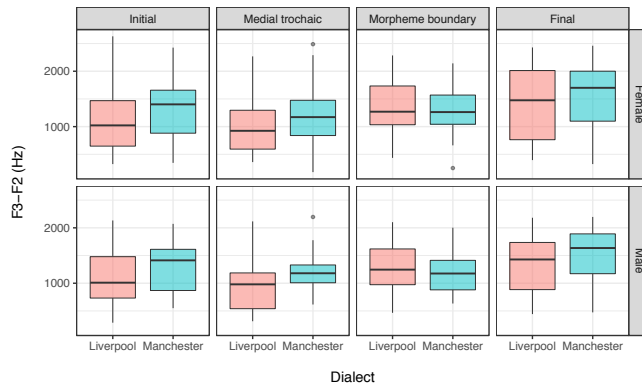 Initial Medial trochaic Morpheme boundary Final
2000
1000
Female
F3−F2 (Hz)
2000
1000
Male
Liverpool Manchester Liverpool Manchester Liverpool Manchester Liverpool Manchester
Dialect